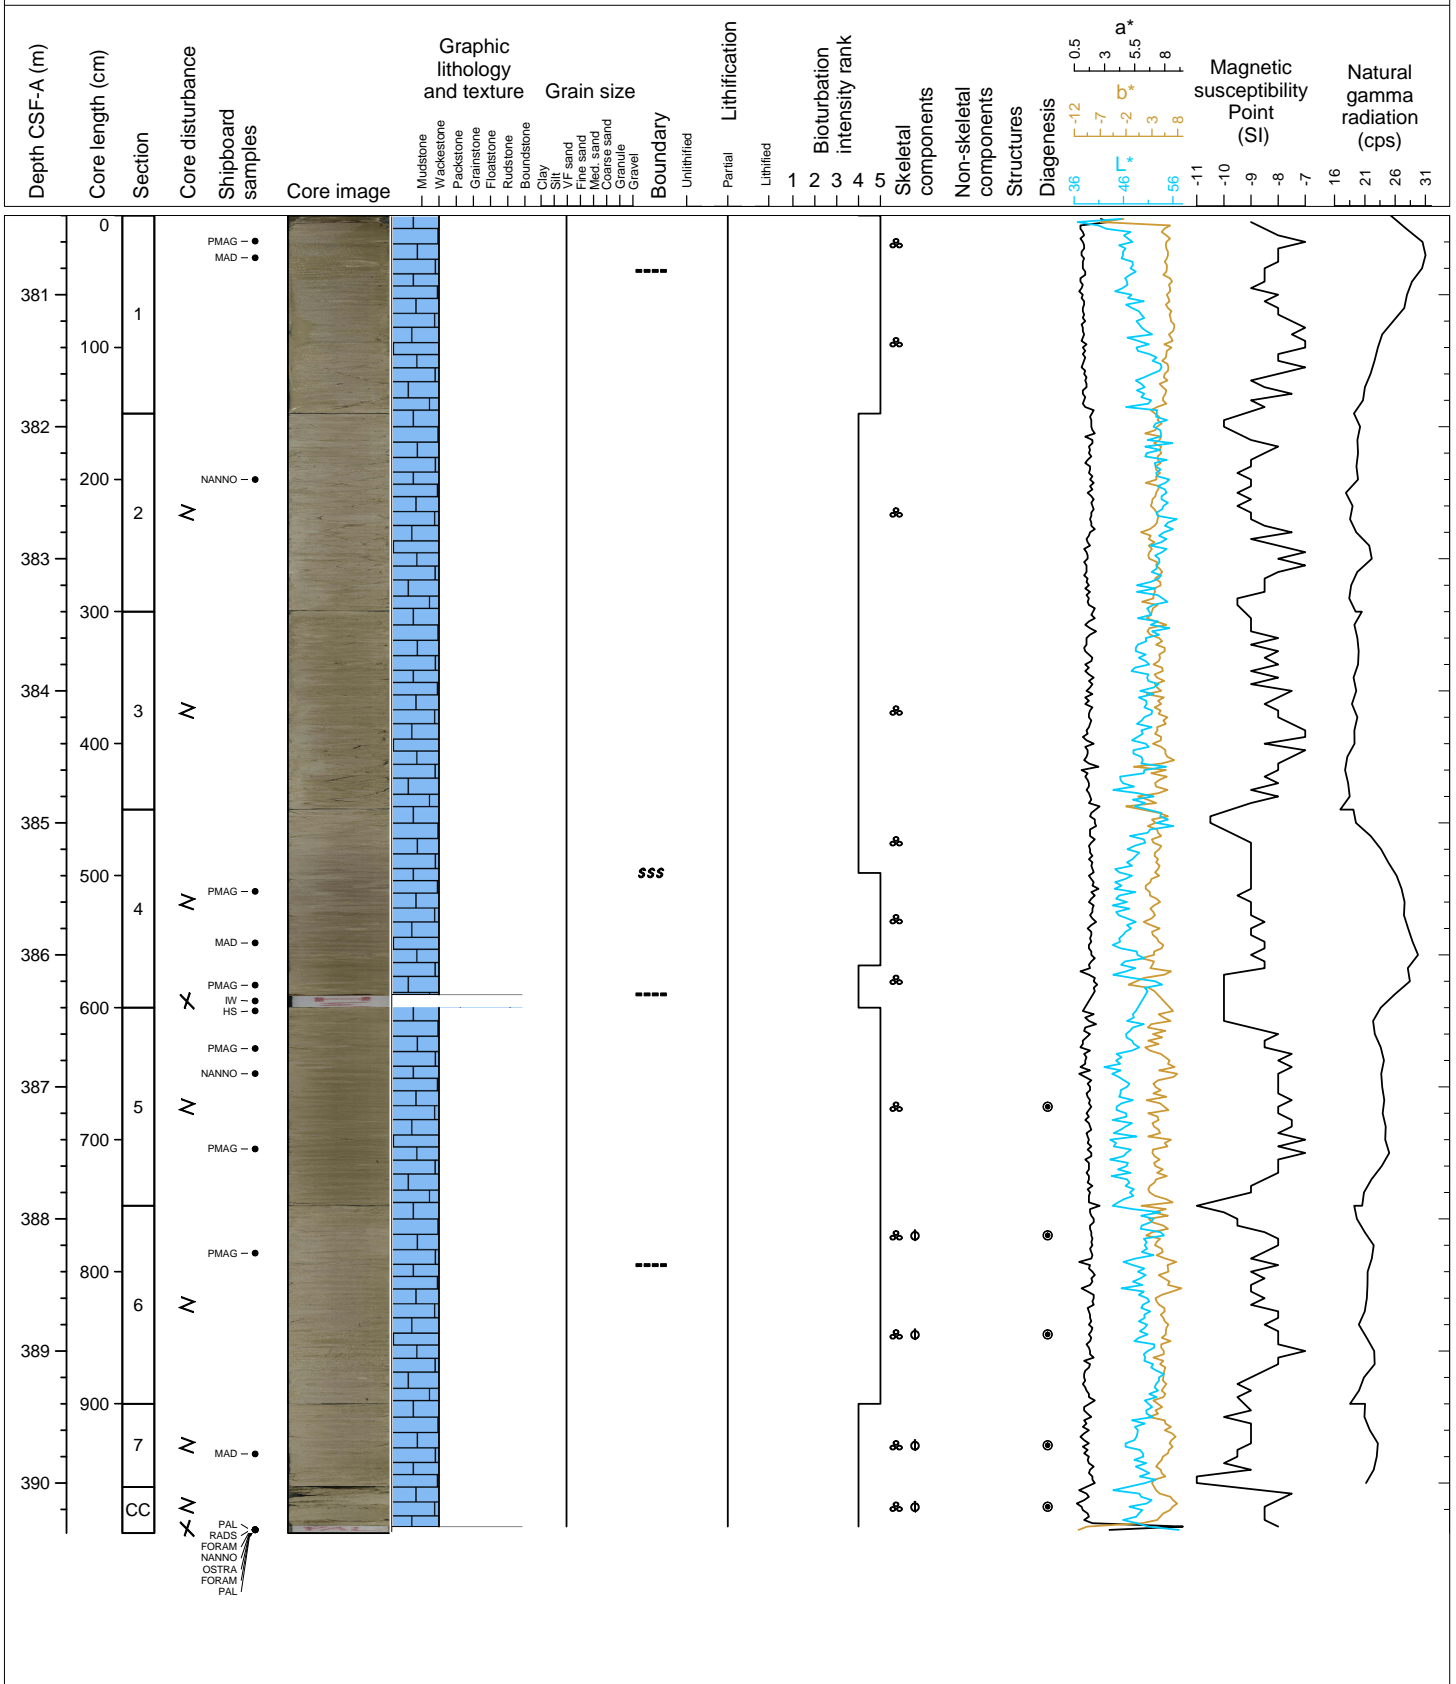 Depth CSF-A (m)
Core length (cm)
Section
Core disturbance
Shipboard
samples
Core image
Graphic
lithology
and texture
Mudstone
Wackestone
Packstone
Grainstone
Floatstone
Rudstone
Boundstone
Grain size
Clay
Silt
VF sand
Fine sand
Med. sand
Coarse sand
Granule
Gravel
Boundary
Lithification
Unlithified
Partial
Lithified
Bioturbation
intensity rank
1 2 3 4 5
Skeletal
components
Non-skeletal
components
Structures
Diagenesis
a*
0.5 3 5.5 8
b*
-12 -7 -2 3 8
L*
36 46 56
Magnetic
susceptibility
Point
(SI)
-11 -10 -9 -8 -7
Natural
gamma
radiation
(cps)
16 21 26 31
0
PMAG
MAD
381
1
100
382
200
NANNO
2
383
300
384
3
400
385
500
PMAG
4
MAD
386
PMAG
IW
600
HS
PMAG
NANNO
387
5
700
PMAG
388
PMAG
800
6
389
900
7
MAD
390
CC
PAL
RADS
FORAM
NANNO
OSTRA
FORAM
PAL